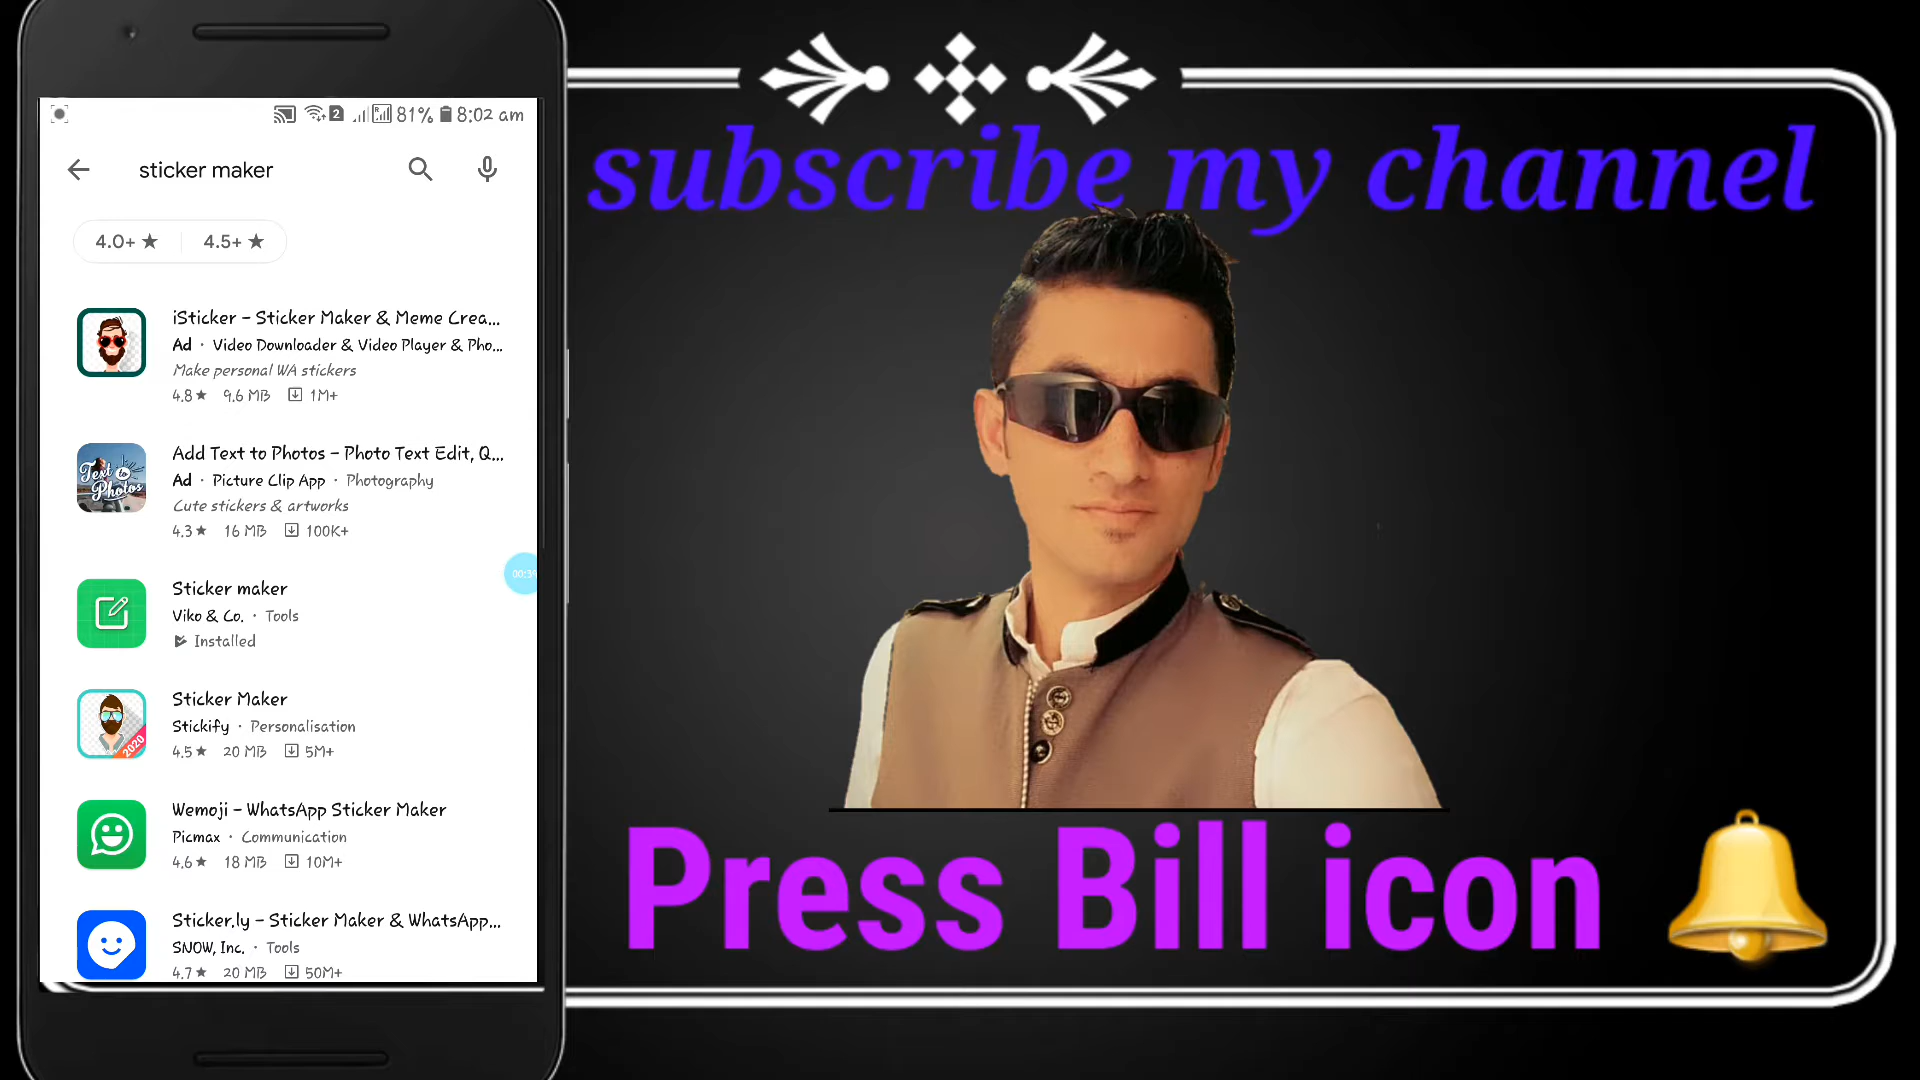 2 R 81% 8:02 am
sticker maker
4.0+ ★ 4.5+ ★
iSticker - Sticker Maker & Meme Crea...
Ad · Video Downloader & Video Player & Pho...
Make personal WA stickers
4.8★ 9.6 MB 1M+
Text to Photos
Add Text to Photos - Photo Text Edit, Q...
Ad · Picture Clip App · Photography
Cute stickers & artworks
4.3★ 16 MB 100K+
Sticker maker
Viko & Co. · Tools
Installed
2020
Sticker Maker
Stickify · Personalisation
4.5★ 20 MB 5M+
Wemoji - WhatsApp Sticker Maker
Picmax · Communication
4.6★ 18 MB 10M+
Sticker.ly - Sticker Maker & WhatsApp...
SNOW, Inc. · Tools
4.7★ 20 MB 50M+
subscribe my channel
Press Bill icon